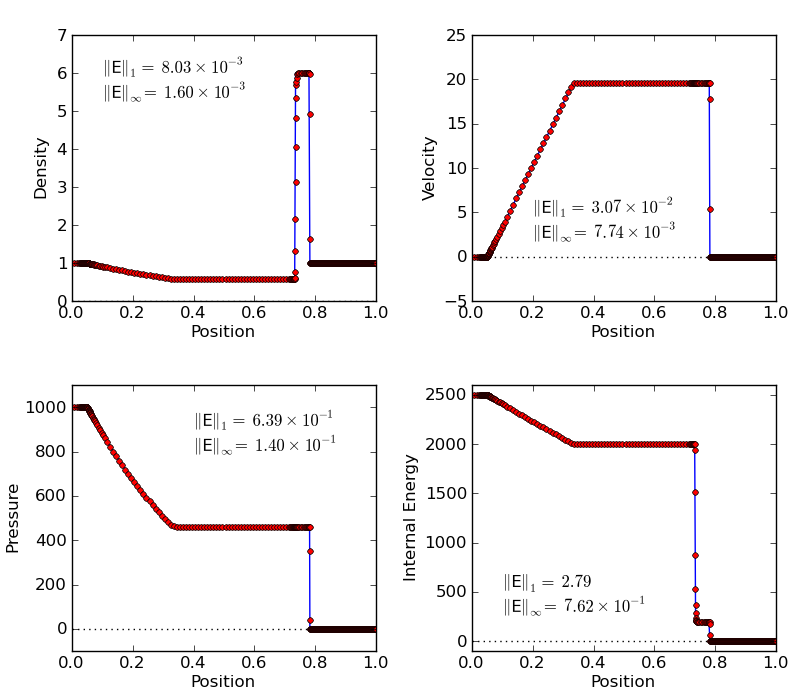 7
6
5
4
3
2
1
0
Density
‖E‖₁ = 8.03 × 10⁻³
‖E‖∞ = 1.60 × 10⁻³
0.0 0.2 0.4 0.6 0.8 1.0
Position
25
20
15
10
5
0
−5
Velocity
‖E‖₁ = 3.07 × 10⁻²
‖E‖∞ = 7.74 × 10⁻³
0.0 0.2 0.4 0.6 0.8 1.0
Position
1000
800
600
400
200
0
Pressure
‖E‖₁ = 6.39 × 10⁻¹
‖E‖∞ = 1.40 × 10⁻¹
0.0 0.2 0.4 0.6 0.8 1.0
Position
2500
2000
1500
1000
500
0
Internal Energy
‖E‖₁ = 2.79
‖E‖∞ = 7.62 × 10⁻¹
0.0 0.2 0.4 0.6 0.8 1.0
Position